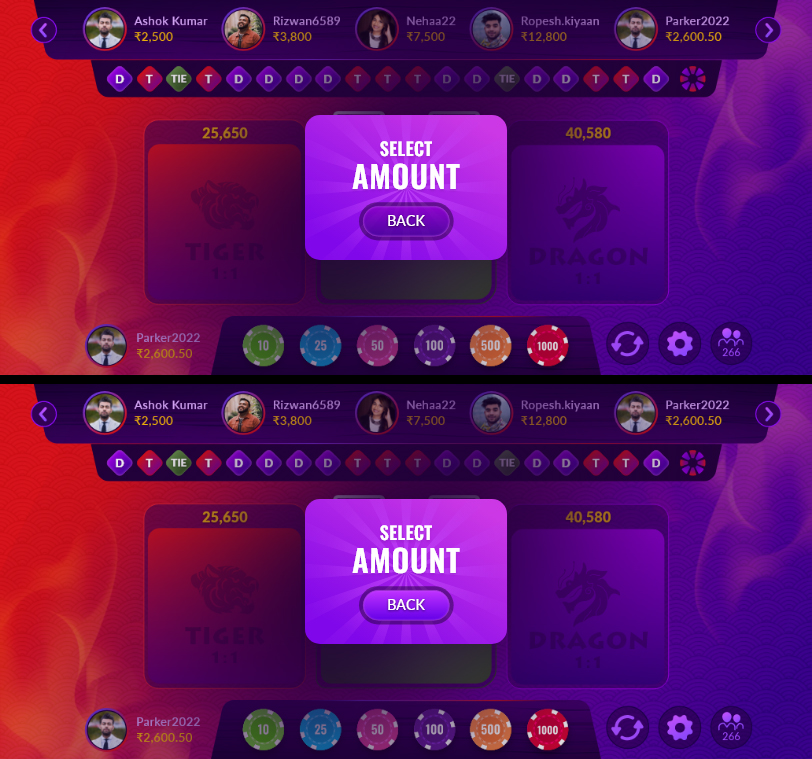 Ashok Kumar Rizwan6589 Nehaa22 Ropesh.kiyaan Parker2022
₹2,500 ₹3,800 ₹7,500 ₹12,800 ₹2,600.50
D T TIE T D D D D T T T D D TIE D D T T D
25,650 40,580
SELECT
AMOUNT
BACK
TIGER DRAGON
1:1 1:1
Parker2022
₹2,600.50
10 25 50 100 500 1000
266
Ashok Kumar Rizwan6589 Nehaa22 Ropesh.kiyaan Parker2022
₹2,500 ₹3,800 ₹7,500 ₹12,800 ₹2,600.50
D T TIE T D D D D T T T D D TIE D D T T D
25,650 40,580
SELECT
AMOUNT
BACK
TIGER DRAGON
1:1 1:1
Parker2022
₹2,600.50
10 25 50 100 500 1000
266